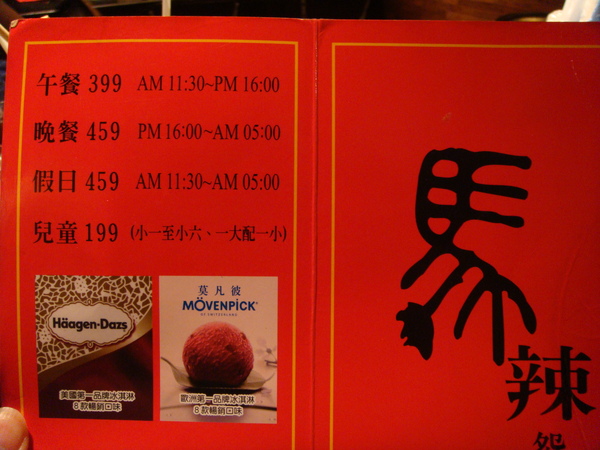 午餐 399 AM 11:30~PM 16:00
晚餐 459 PM 16:00~AM 05:00
假日 459 AM 11:30~AM 05:00
兒童 199 (小一至小六、一大配一小)
Häagen-Dazs
美國第一品牌冰淇淋
8款暢銷口味
莫凡彼
MÖVENPICK
OF SWITZERLAND
歐洲第一品牌冰淇淋
8款暢銷口味
馬
辣